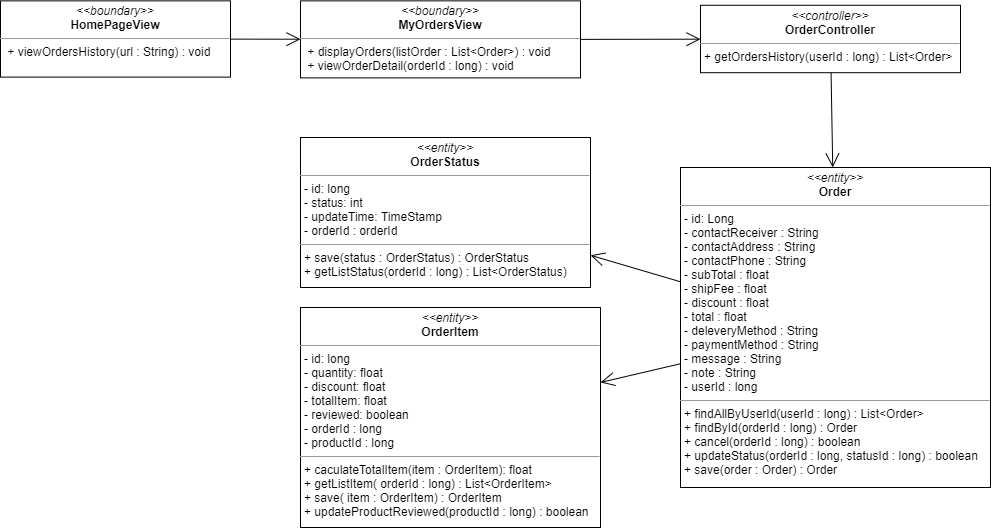 <<boundary>>
HomePageView
+ viewOrdersHistory(url : String) : void
<<boundary>>
MyOrdersView
+ displayOrders(listOrder : List<Order>) : void
+ viewOrderDetail(orderId : long) : void
<<controller>>
OrderController
+ getOrdersHistory(userId : long) : List<Order>
<<entity>>
OrderStatus
- id: long
- status: int
- updateTime: TimeStamp
- orderId : orderId
+ save(status : OrderStatus) : OrderStatus
+ getListStatus(orderId : long) : List<OrderStatus)
<<entity>>
Order
- id: Long
- contactReceiver : String
- contactAddress : String
- contactPhone : String
- subTotal : float
- shipFee : float
- discount : float
- total : float
- deleveryMethod : String
- paymentMethod : String
- message : String
- note : String
- userId : long
+ findAllByUserId(userId : long) : List<Order>
+ findById(orderId : long) : Order
+ cancel(orderId : long) : boolean
+ updateStatus(orderId : long, statusId : long) : boolean
+ save(order : Order) : Order
<<entity>>
OrderItem
- id: long
- quantity: float
- discount: float
- totalItem: float
- reviewed: boolean
- orderId : long
- productId : long
+ caculateTotalItem(item : OrderItem): float
+ getListItem( orderId : long) : List<OrderItem>
+ save( item : OrderItem) : OrderItem
+ updateProductReviewed(productId : long) : boolean